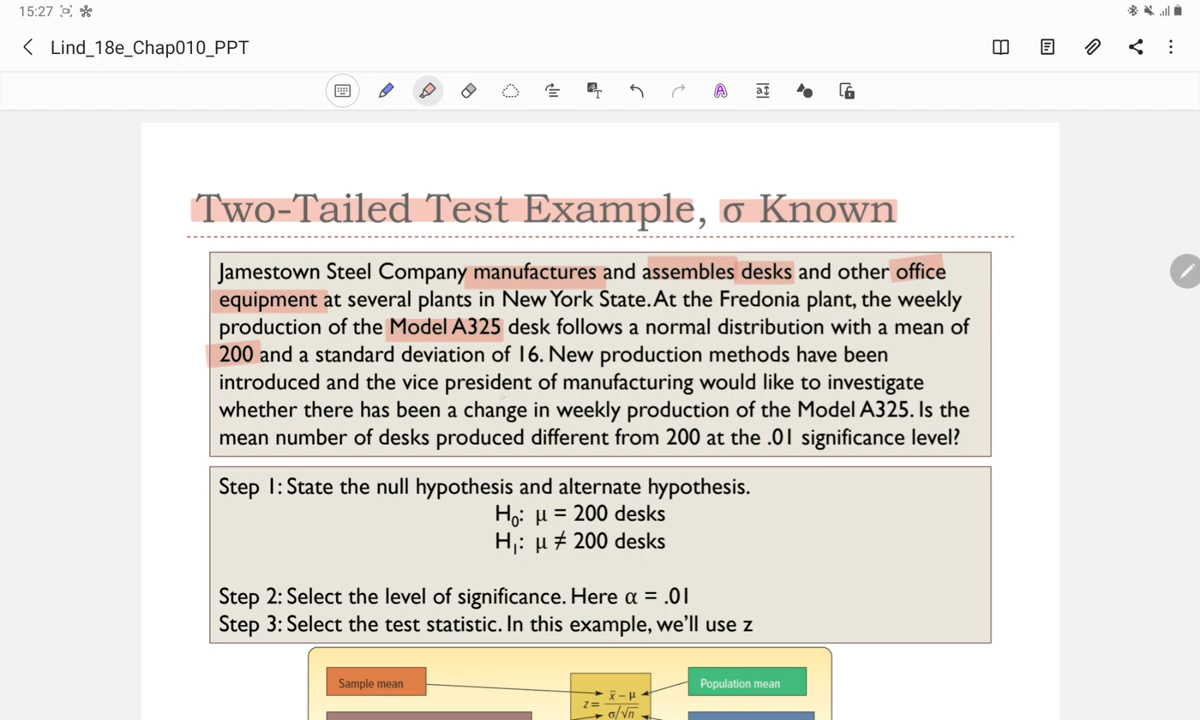 15:27
Lind_18e_Chap010_PPT
Two-Tailed Test Example, σ Known
Jamestown Steel Company manufactures and assembles desks and other office
equipment at several plants in New York State. At the Fredonia plant, the weekly
production of the Model A325 desk follows a normal distribution with a mean of
200 and a standard deviation of 16. New production methods have been
introduced and the vice president of manufacturing would like to investigate
whether there has been a change in weekly production of the Model A325. Is the
mean number of desks produced different from 200 at the .01 significance level?
Step 1: State the null hypothesis and alternate hypothesis.
H₀: μ = 200 desks
H₁: μ ≠ 200 desks
Step 2: Select the level of significance. Here α = .01
Step 3: Select the test statistic. In this example, we’ll use z
Sample mean
z = x̄ − μ / σ/√n
Population mean